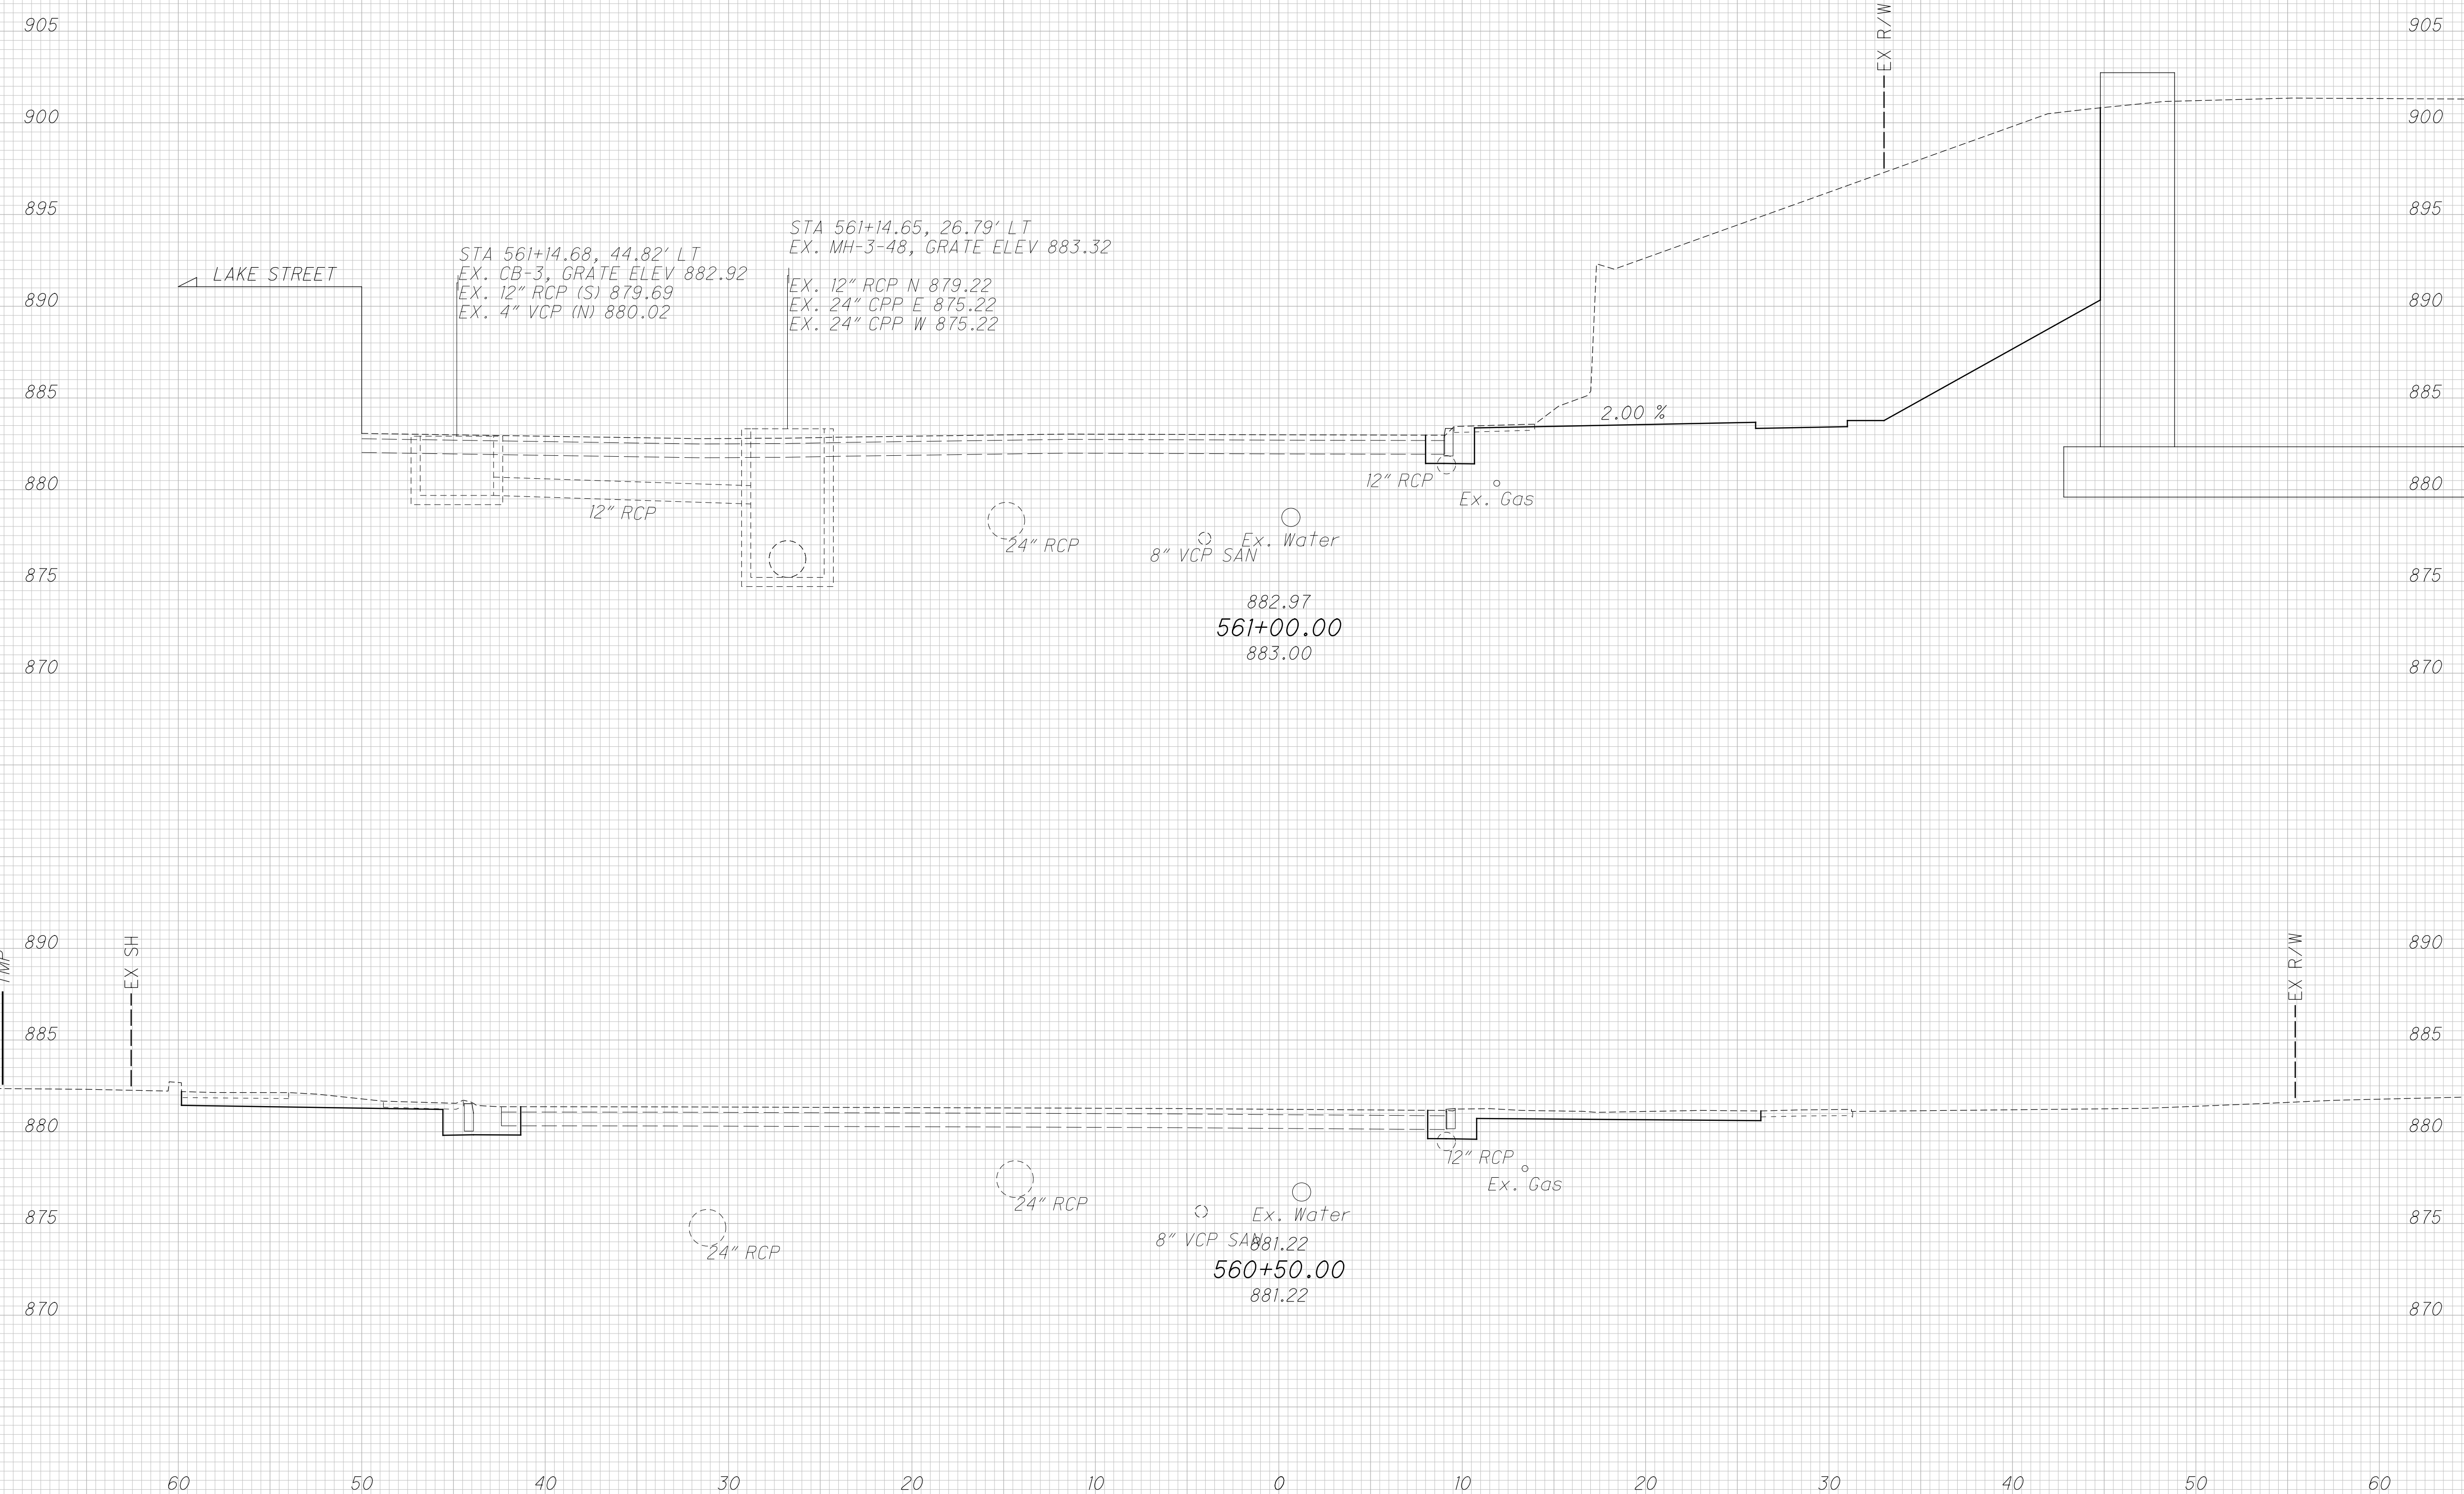 905
905
EX R/W
900
900
895
895
STA 561+14.65, 26.79' LT
EX. MH-3-48, GRATE ELEV 883.32
EX. 12" RCP N 879.22
EX. 24" CPP E 875.22
EX. 24" CPP W 875.22
STA 561+14.68, 44.82' LT
EX. CB-3, GRATE ELEV 882.92
EX. 12" RCP (S) 879.69
EX. 4" VCP (N) 880.02
LAKE STREET
890
890
885
885
2.00 %
880
880
12" RCP
Ex. Gas
12" RCP
24" RCP
8" VCP SAN
Ex. Water
875
875
882.97
561+00.00
883.00
870
870
890
890
TMP
EX SH
EX R/W
885
885
880
880
12" RCP
Ex. Gas
24" RCP
Ex. Water
875
875
24" RCP
8" VCP SAN
881.22
560+50.00
881.22
870
870
60 50 40 30 20 10 0 10 20 30 40 50 60